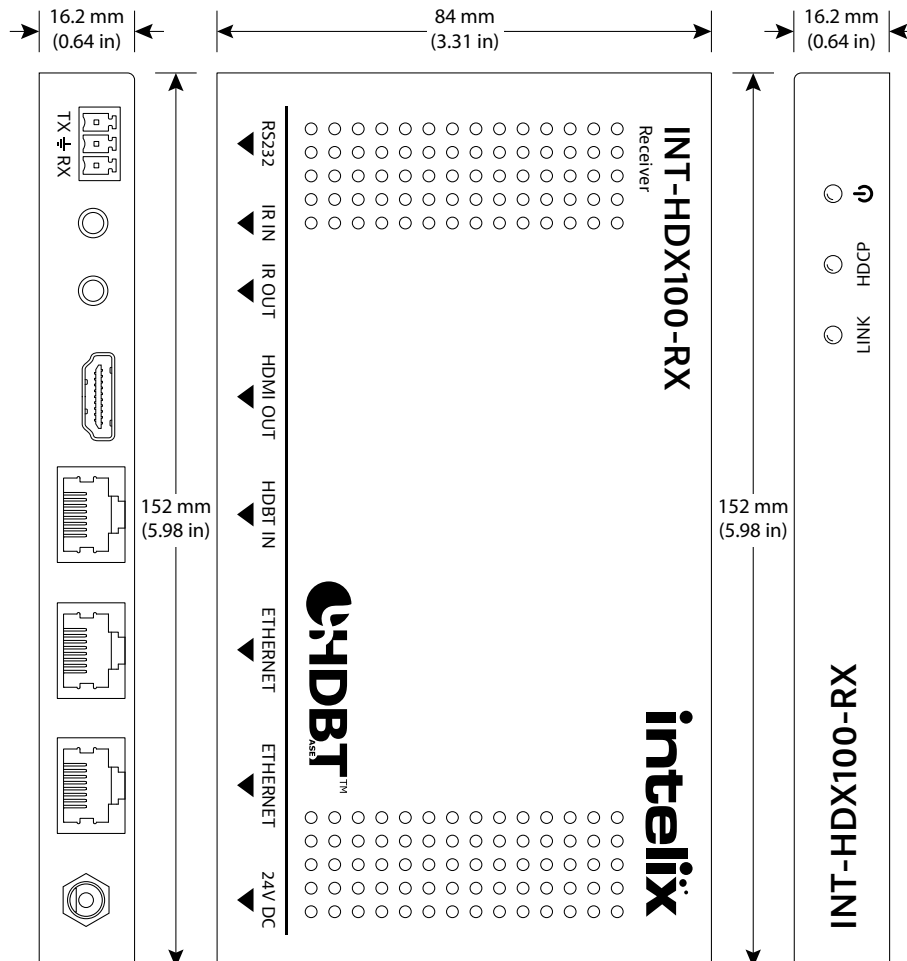 16.2 mm
(0.64 in)
84 mm
(3.31 in)
16.2 mm
(0.64 in)
TX RX
RS232
IR IN
IR OUT
HDMI OUT
HDBT IN
ETHERNET
ETHERNET
24V DC
152 mm
(5.98 in)
INT-HDX100-RX
Receiver
HDBT
ASE
TM
intelix
152 mm
(5.98 in)
HDCP
LINK
INT-HDX100-RX